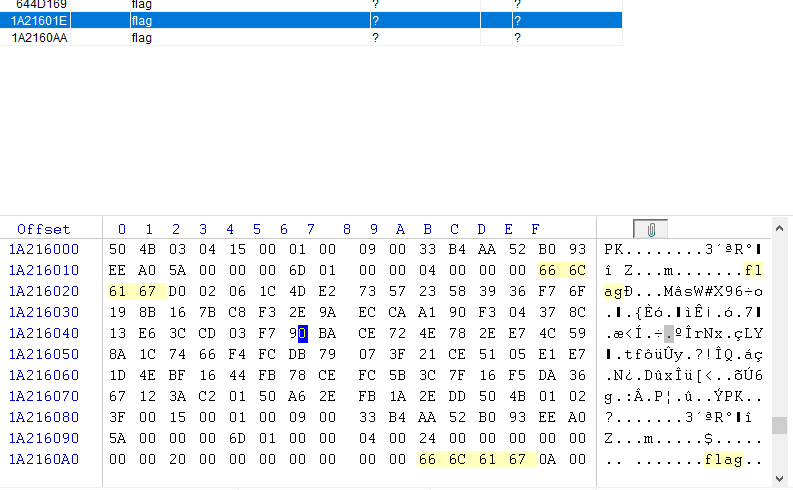 644D169 flag ? ?
1A21601E flag ? ?
1A2160AA flag ? ?
Offset 0 1 2 3 4 5 6 7 8 9 A B C D E F
1A216000 50 4B 03 04 15 00 01 00 09 00 33 B4 AA 52 B0 93 PK........3´ªR°▮
1A216010 EE A0 5A 00 00 00 6D 01 00 00 04 00 00 00 66 6C î Z...m.......fl
1A216020 61 67 D0 02 06 1C 4D E2 73 57 23 58 39 36 F7 6F agÐ...MâsW#X96÷o
1A216030 19 8B 16 7B C8 F3 2E 9A EC CA A1 90 F3 04 37 8C .▮.{Èó.▮ìÊ¡.ó.7▮
1A216040 13 E6 3C CD 03 F7 90 BA CE 72 4E 78 2E E7 4C 59 .æ<Í.÷.ºÎrNx.çLY
1A216050 8A 1C 74 66 F4 FC DB 79 07 3F 21 CE 51 05 E1 E7 ▮.tfôüÛy.?!ÎQ.áç
1A216060 1D 4E BF 16 44 FB 78 CE FC 5B 3C 7F 16 F5 DA 36 .N¿.DûxÎü[<..õÚ6
1A216070 67 12 3A C2 01 50 A6 2E FB 1A 2E DD 50 4B 01 02 g.:Â.P¦.û..ÝPK..
1A216080 3F 00 15 00 01 00 09 00 33 B4 AA 52 B0 93 EE A0 ?.......3´ªR°▮î
1A216090 5A 00 00 00 6D 01 00 00 04 00 24 00 00 00 00 00 Z...m.....$.....
1A2160A0 00 00 20 00 00 00 00 00 00 00 66 6C 61 67 0A 00 .. .......flag..